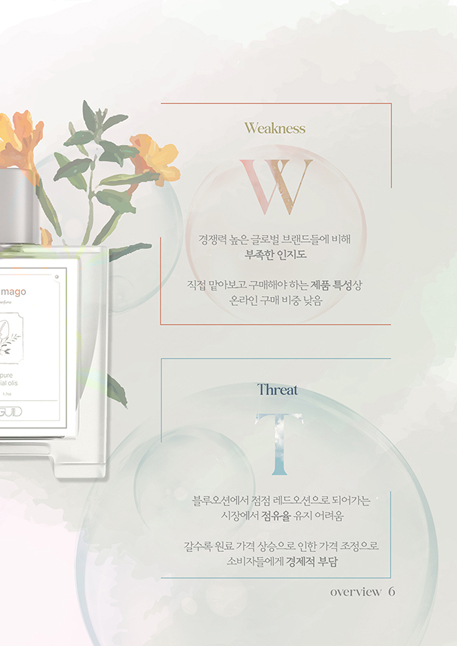 Weakness
W
경쟁력 높은 글로벌 브랜드들에 비해
부족한 인지도
직접 맡아보고 구매해야 하는 제품 특성상
온라인 구매 비중 낮음
mago
pure
ial oils
Threat
T
블루오션에서 점점 레드오션으로 되어가는
시장에서 점유율 유지 어려움
갈수록 원료 가격 상승으로 인한 가격 조정으로
소비자들에게 경제적 부담
overview 6